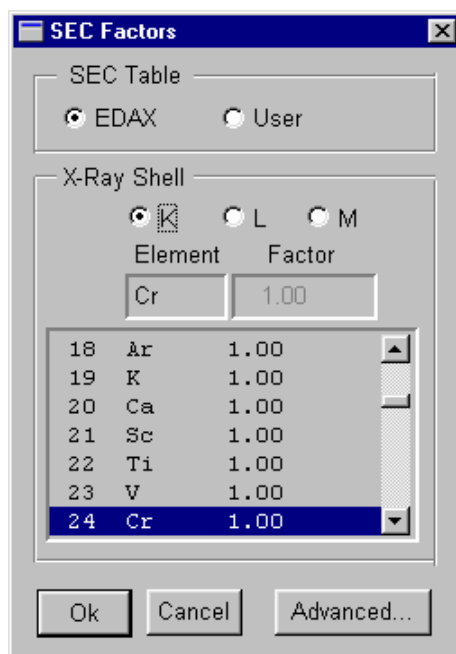 SEC Factors
SEC Table
EDAX User
X-Ray Shell
K L M
Element Factor
Cr 1.00
18 Ar 1.00
19 K 1.00
20 Ca 1.00
21 Sc 1.00
22 Ti 1.00
23 V 1.00
24 Cr 1.00
Ok Cancel Advanced...